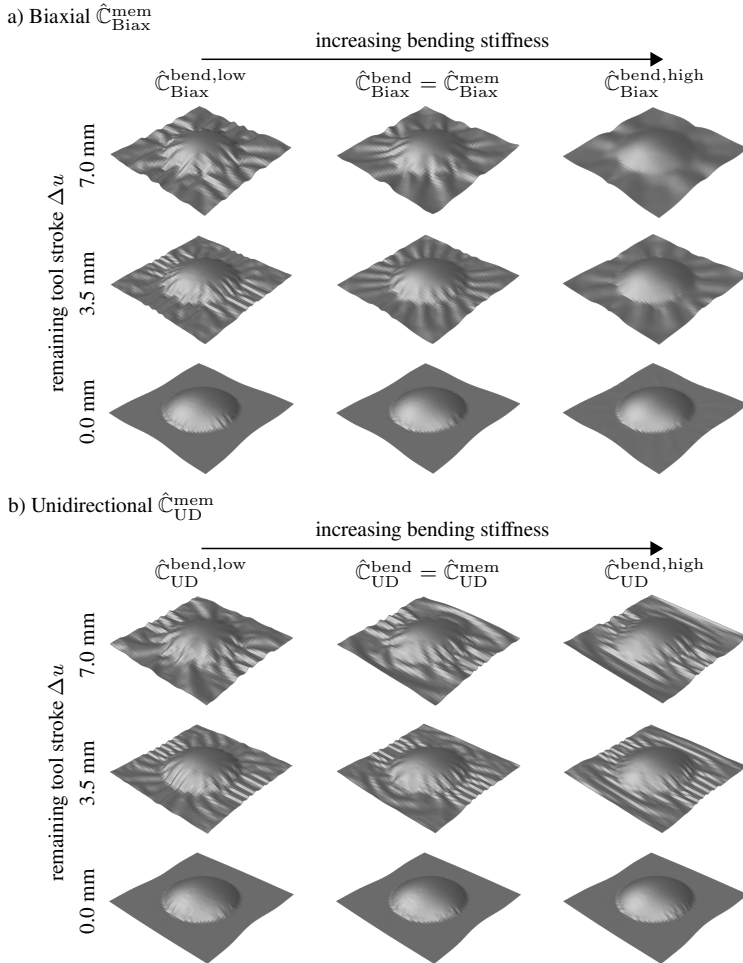 a) Biaxial ℂ̂ᵐᵉᵐ_Biax
increasing bending stiffness
ℂ̂^bend,low_Biax ℂ̂^bend_Biax = ℂ̂^mem_Biax ℂ̂^bend,high_Biax
remaining tool stroke Δu
7.0 mm
3.5 mm
0.0 mm
b) Unidirectional ℂ̂^mem_UD
increasing bending stiffness
ℂ̂^bend,low_UD ℂ̂^bend_UD = ℂ̂^mem_UD ℂ̂^bend,high_UD
remaining tool stroke Δu
7.0 mm
3.5 mm
0.0 mm